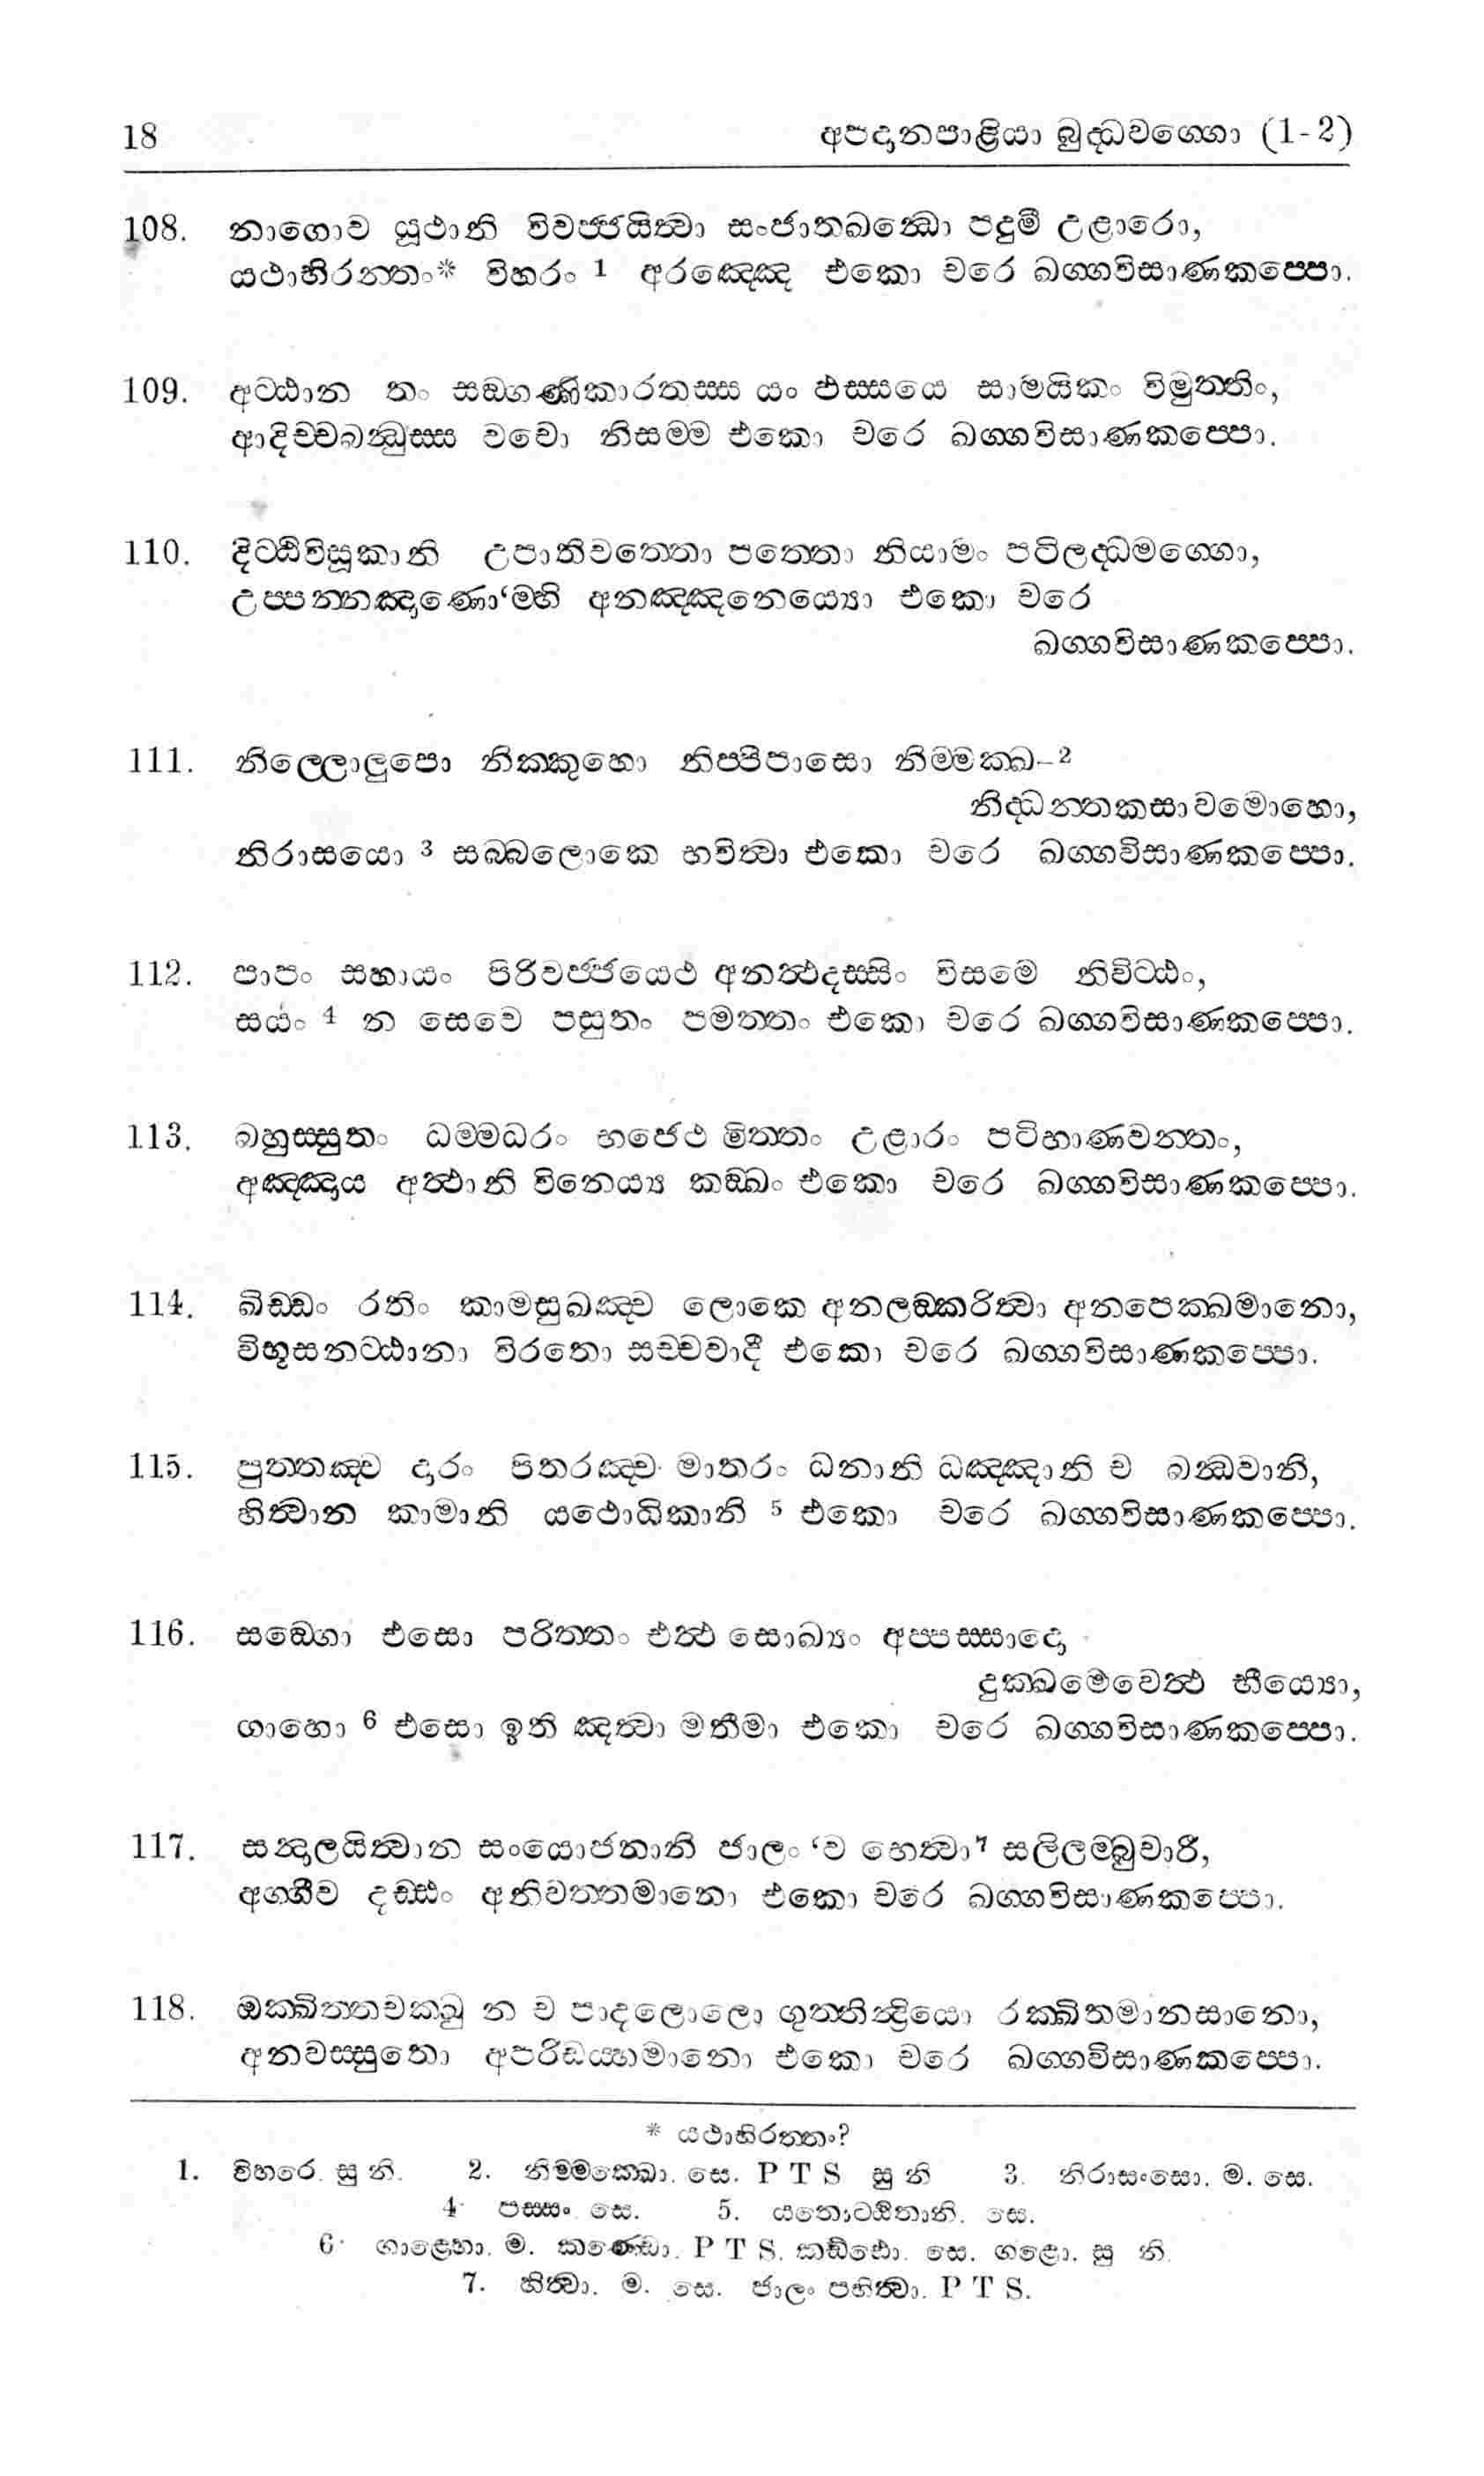 18 අපදානපාළියා බුද්ධවග්ගො (1-2)
108. නාගොව යූථානි විවජ්ජයිත්වා සංජාතඛන්ධො පදුමී උළාරො,
යථාභිරන්තං* විහරං 1 අරඤ්ඤෙ එකො චරෙ ඛග්ගවිසාණකප්පො.
109. අට්ඨාන තං සඞ්ගණිකාරතස්ස යං ඵස්සයෙ සාමයිකං විමුත්තිං,
ආදිච්චබන්ධුස්ස වචො නිසම්ම එකො චරෙ ඛග්ගවිසාණකප්පො.
110. දිට්ඨිවිසූකානි උපාතිවත්තො පත්තො නියාමං පටිලද්ධමග්ගො,
උප්පන්නඤාණො‘ම්හි අනඤ්ඤනෙය්‍යො එකො චරෙ
ඛග්ගවිසාණකප්පො.
111. නිල්ලොලුපො නික්කුහො නිප්පිපාසො නිම්මක්ඛ-2
නිද්ධන්තකසාවමොහො,
නිරාසයො 3 සබ්බලොකෙ භවිත්වා එකො චරෙ ඛග්ගවිසාණකප්පො.
112. පාපං සහායං පිරිවජ්ජයෙථ අනත්ථදස්සිං විසමෙ නිවිට්ඨං,
සයං 4 න සෙවෙ පසුතං පමත්තං එකො චරෙ ඛග්ගවිසාණකප්පො.
113. බහුස්සුතං ධම්මධරං භජෙථ මිත්තං උළාරං පටිභාණවන්තං,
අඤ්ඤාය අත්ථානි විනෙය්‍ය කඞ්ඛං එකො චරෙ ඛග්ගවිසාණකප්පො.
114. ඛිඩ්ඩං රතිං කාමසුඛඤ්ච ලොකෙ අනලඞ්කරිත්වා අනපෙක්ඛමානො,
විභූසනට්ඨානා විරතො සච්චවාදී එකො චරෙ ඛග්ගවිසාණකප්පො.
115. පුත්තඤ්ච දාරං පිතරඤ්ච මාතරං ධනානි ධඤ්ඤානි ච බන්ධවානි,
හිත්වාන කාමානි යථොධිකානි 5 එකො චරෙ ඛග්ගවිසාණකප්පො.
116. සඞ්ගො එසො පරිත්තං එත්ථ සොඛ්‍යං අප්පස්සාදො
දුක්ඛමෙවෙත්ථ භීය්‍යො,
ගාහො 6 එසො ඉති ඤත්වා මතීමා එකො චරෙ ඛග්ගවිසාණකප්පො.
117. සන්දාලයිත්වාන සංයොජනානි ජාලං ‘ව භෙත්වා7 සලිලම්බුචාරී,
අග්ගීව දඩ්ඪං අනිවත්තමානො එකො චරෙ ඛග්ගවිසාණකප්පො.
118. ඔක්ඛිත්තචක්ඛු න ච පාදලොලො ගුත්තින්ද්‍රියො රක්ඛිතමානසානො,
අනවස්සුතො අපරිඩය්හමානො එකො චරෙ ඛග්ගවිසාණකප්පො.
* යථාභිරත්තං?
1. විහරෙ. සු නි. 2. නිම්මක්ඛො. සෙ. P T S සු නි 3. නිරාසංසො. ම. සෙ.
4. පස්සං. සෙ. 5. යතොට්ඨිතානි. සෙ.
6. ගාළ්හො. ම. කණ්ඩො. P T S. කඩ්ඪො. සෙ. ගළො. සු නි
7. හිත්වා. ම. සෙ. ජාලං පභිත්වා. P T S.